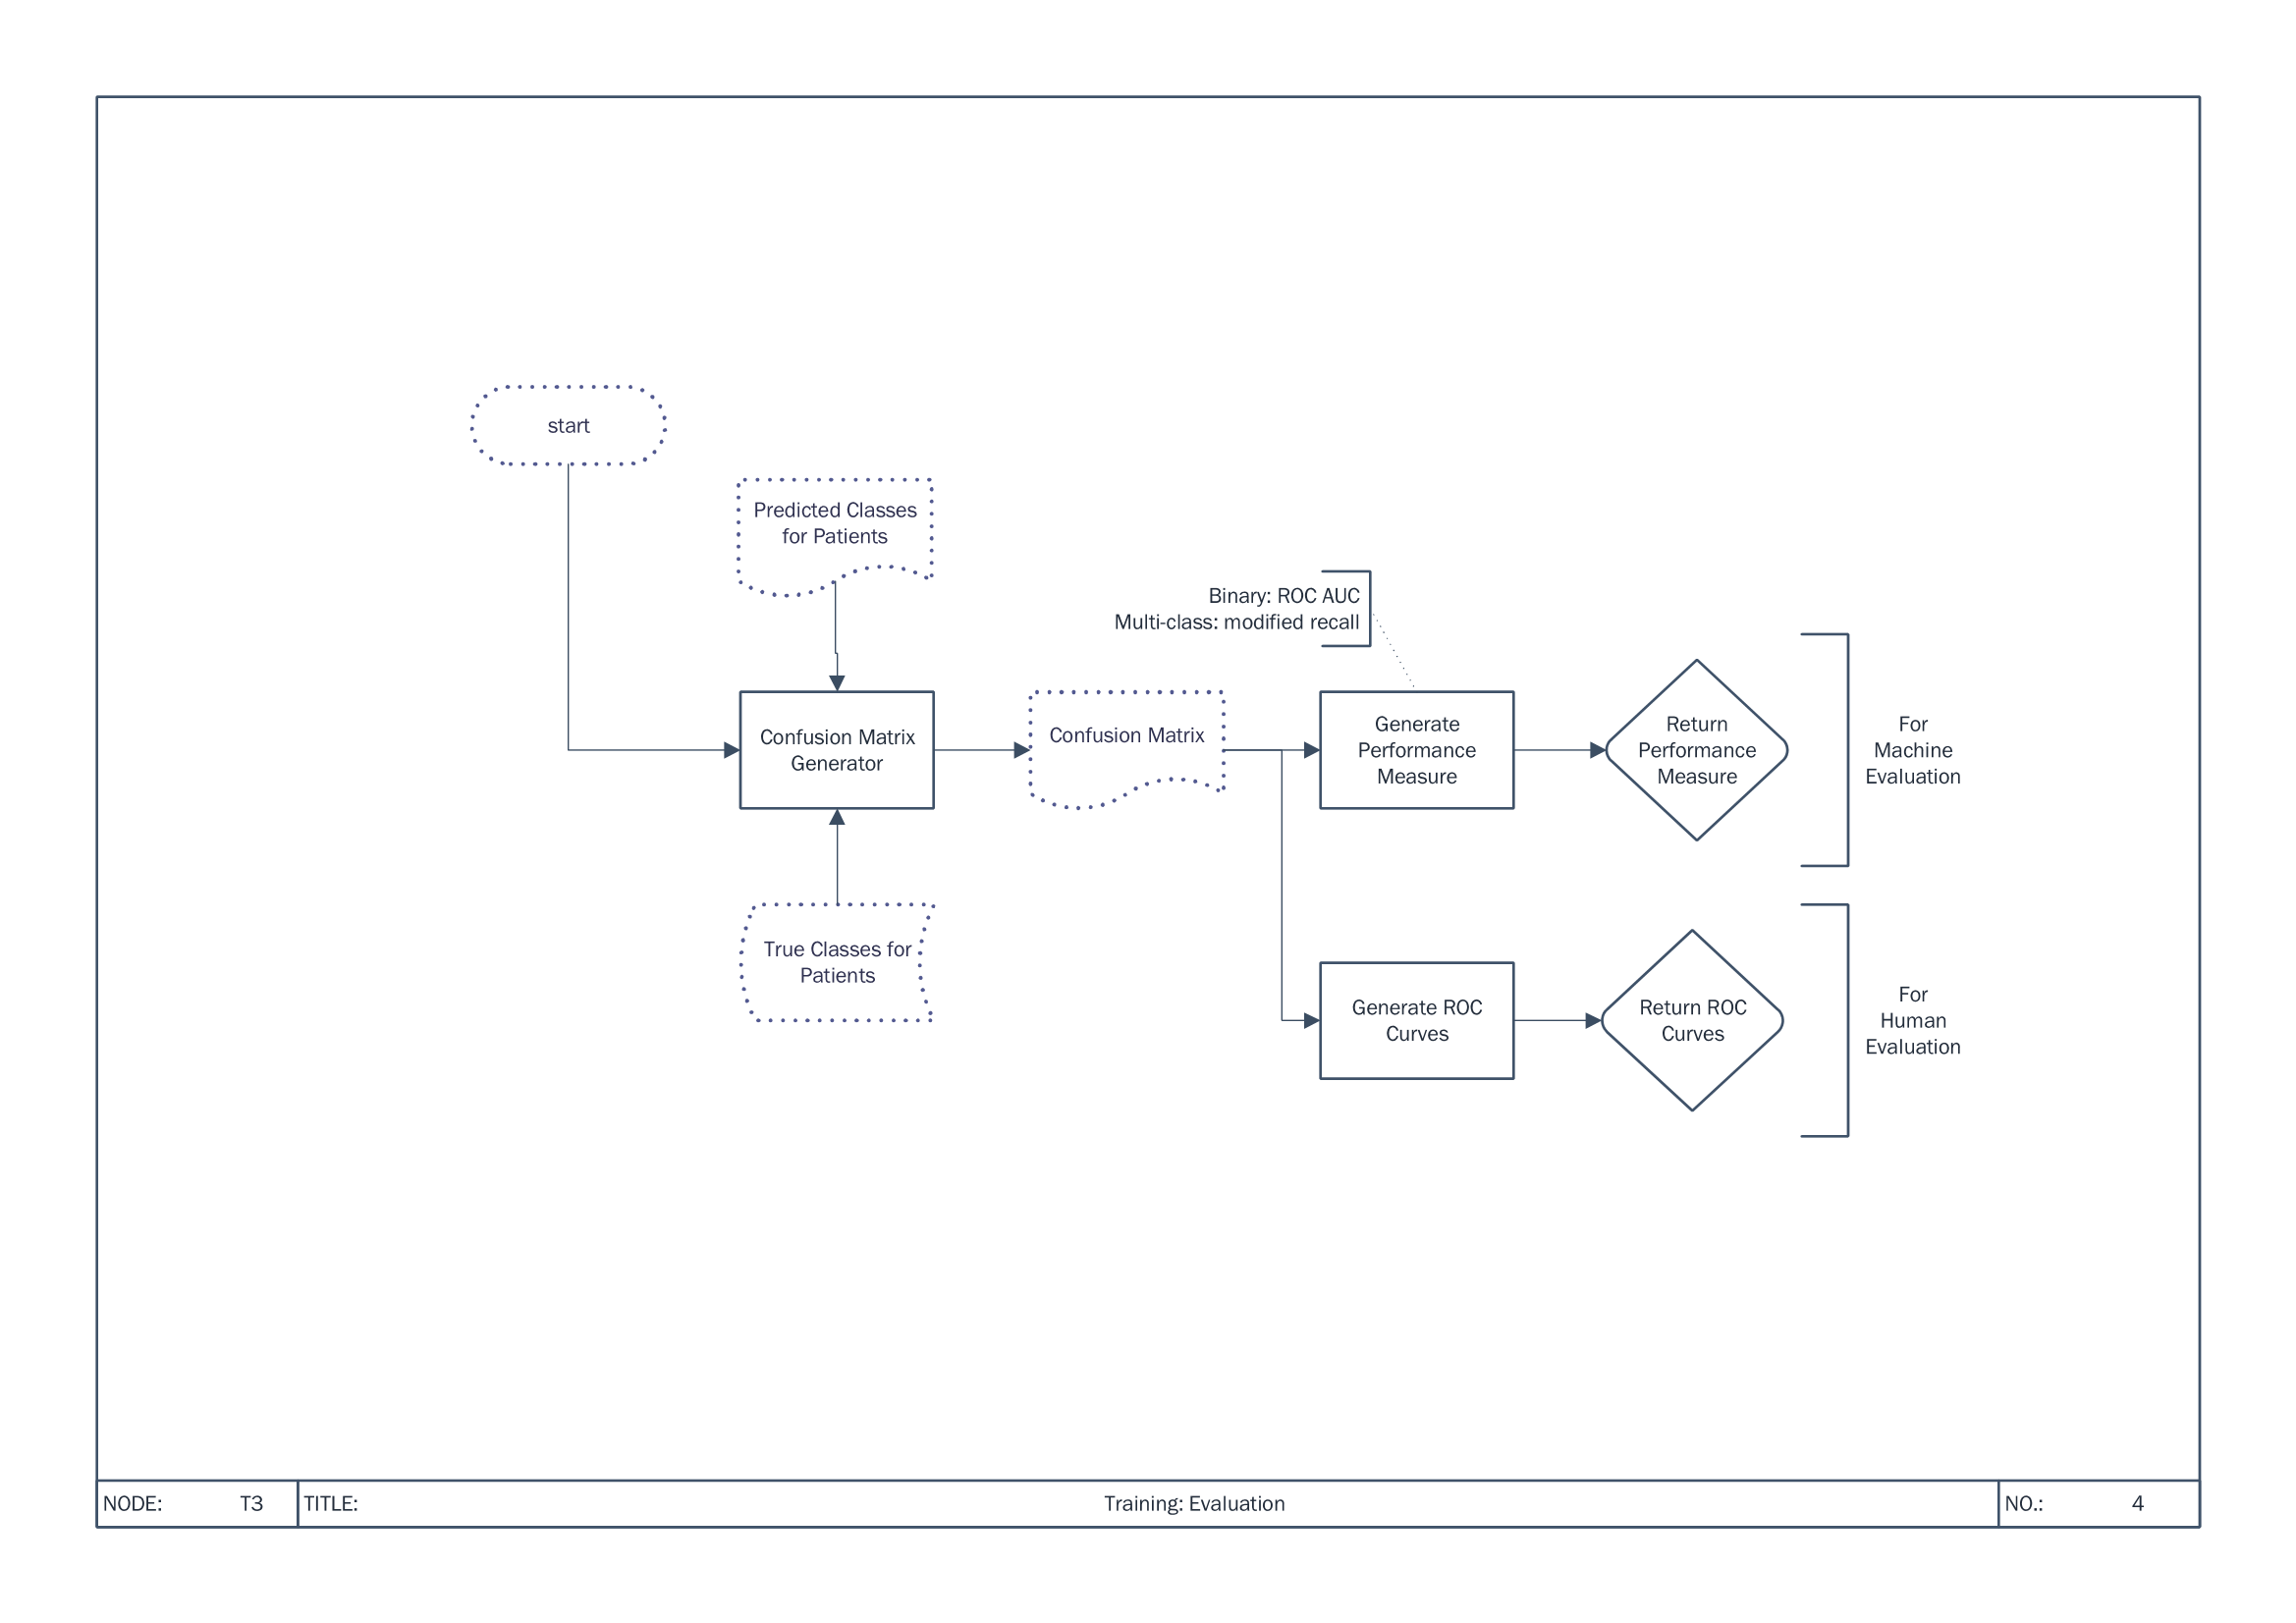 start
Predicted Classes
for Patients
Binary: ROC AUC
Multi-class: modified recall
Confusion Matrix
Generator
Confusion Matrix
Generate
Performance
Measure
Return
Performance
Measure
For
Machine
Evaluation
True Classes for
Patients
Generate ROC
Curves
Return ROC
Curves
For
Human
Evaluation
NODE: T3 TITLE: Training: Evaluation NO.: 4